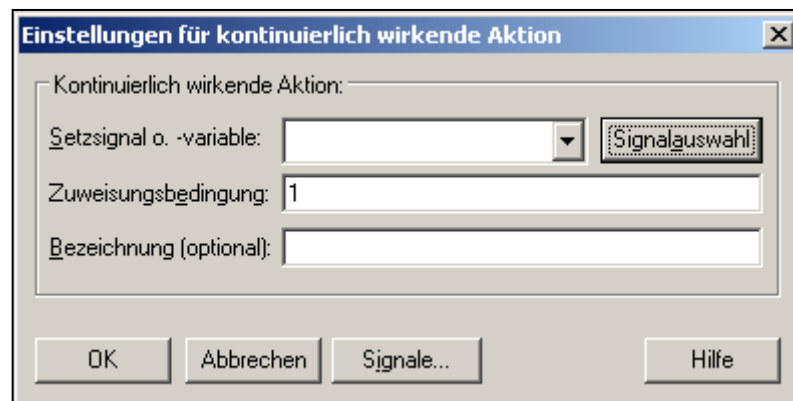 Einstellungen für kontinuierlich wirkende Aktion
Kontinuierlich wirkende Aktion:
Setzsignal o. -variable: Signalauswahl
Zuweisungsbedingung: 1
Bezeichnung (optional):
OK Abbrechen Signale... Hilfe